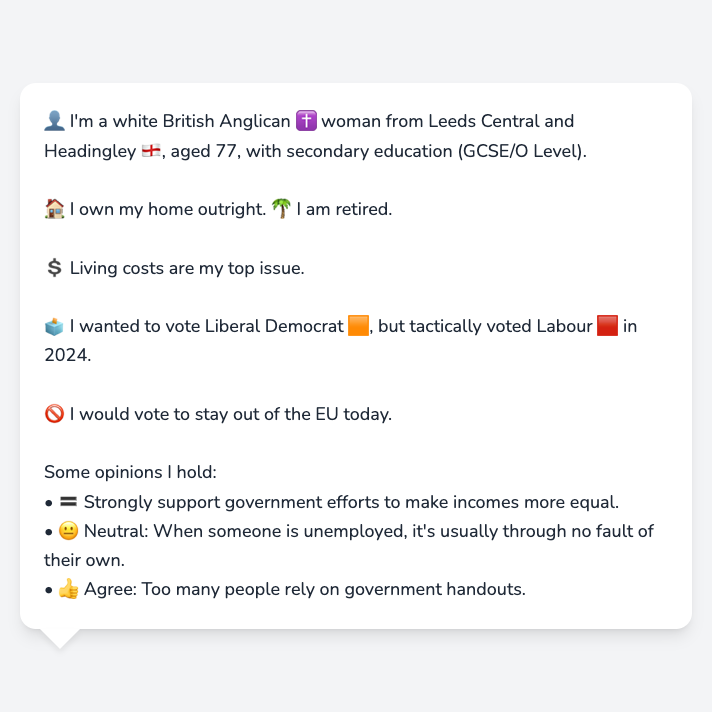 👤 I'm a white British Anglican ✝️ woman from Leeds Central and
Headingley 🏴󠁧󠁢󠁥󠁮󠁧󠁿, aged 77, with secondary education (GCSE/O Level).
🏠 I own my home outright. 🌴 I am retired.
💲 Living costs are my top issue.
🗳️ I wanted to vote Liberal Democrat 🟧, but tactically voted Labour 🟥 in
2024.
🚫 I would vote to stay out of the EU today.
Some opinions I hold:
• 🟰 Strongly support government efforts to make incomes more equal.
• 😐 Neutral: When someone is unemployed, it's usually through no fault of
their own.
• 👍 Agree: Too many people rely on government handouts.